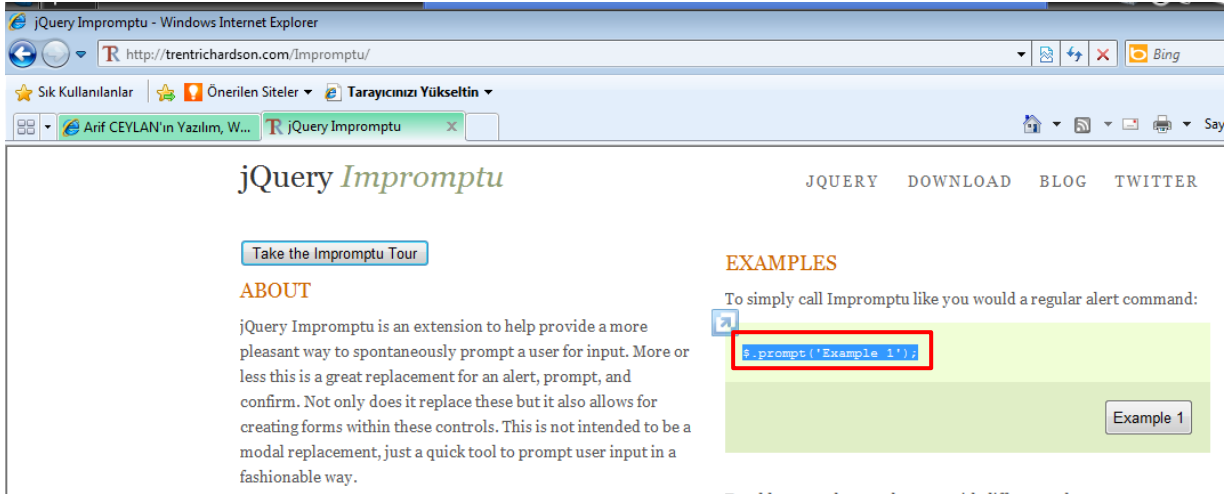 jQuery Impromptu - Windows Internet Explorer
http://trentrichardson.com/Impromptu/
Bing
Sık Kullanılanlar
Önerilen Siteler
Tarayıcınızı Yükseltin
Arif CEYLAN'ın Yazılım, W...
jQuery Impromptu
Say
jQuery Impromptu
JQUERY DOWNLOAD BLOG TWITTER
Take the Impromptu Tour
ABOUT
jQuery Impromptu is an extension to help provide a more
pleasant way to spontaneously prompt a user for input. More or
less this is a great replacement for an alert, prompt, and
confirm. Not only does it replace these but it also allows for
creating forms within these controls. This is not intended to be a
modal replacement, just a quick tool to prompt user input in a
fashionable way.
EXAMPLES
To simply call Impromptu like you would a regular alert command:
$.prompt('Example 1');
Example 1